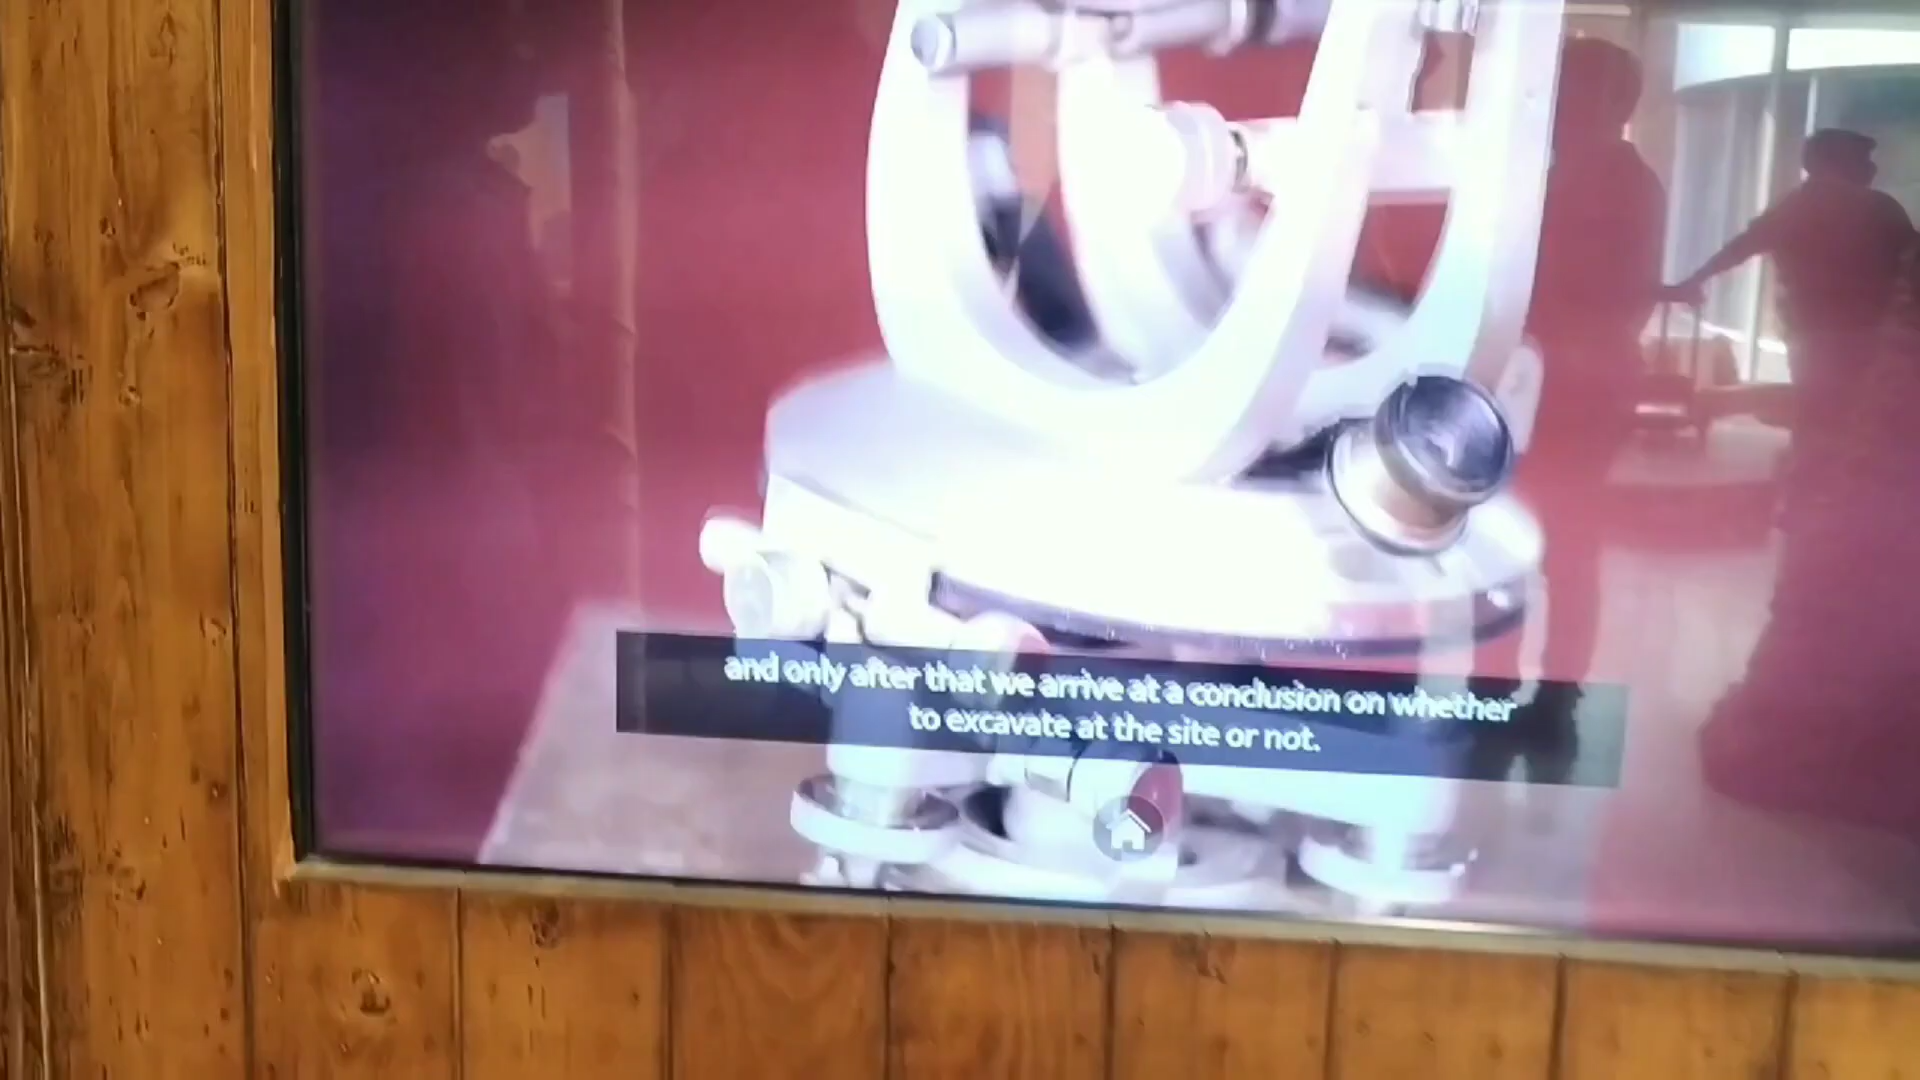 and only after that we arrive at a conclusion on whether
to excavate at the site or not.